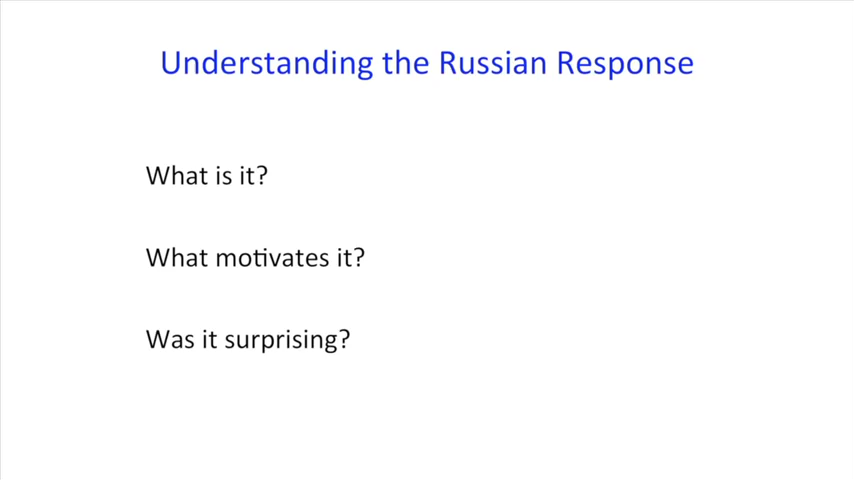 Understanding the Russian Response
What is it?
What motivates it?
Was it surprising?